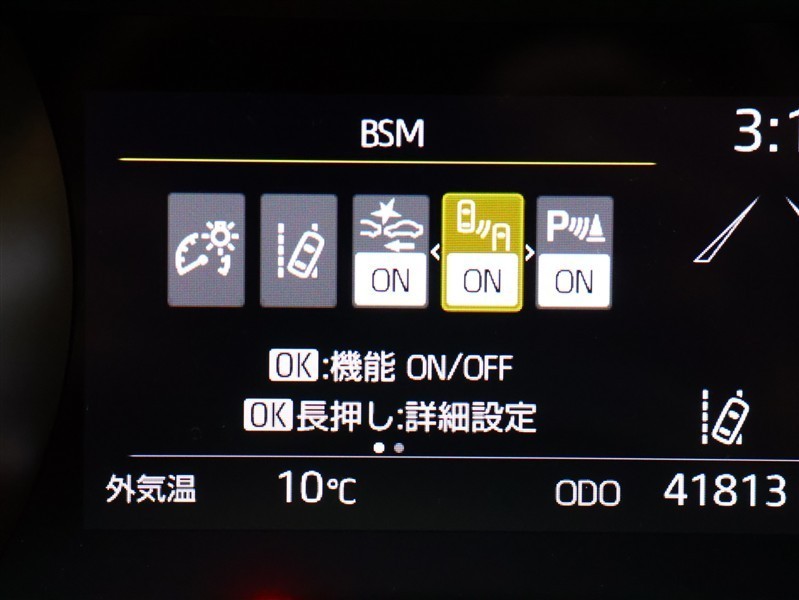 BSM
3:1
ON ON P ON
OK:機能 ON/OFF
OK長押し:詳細設定
外気温 10℃ ODO 41813